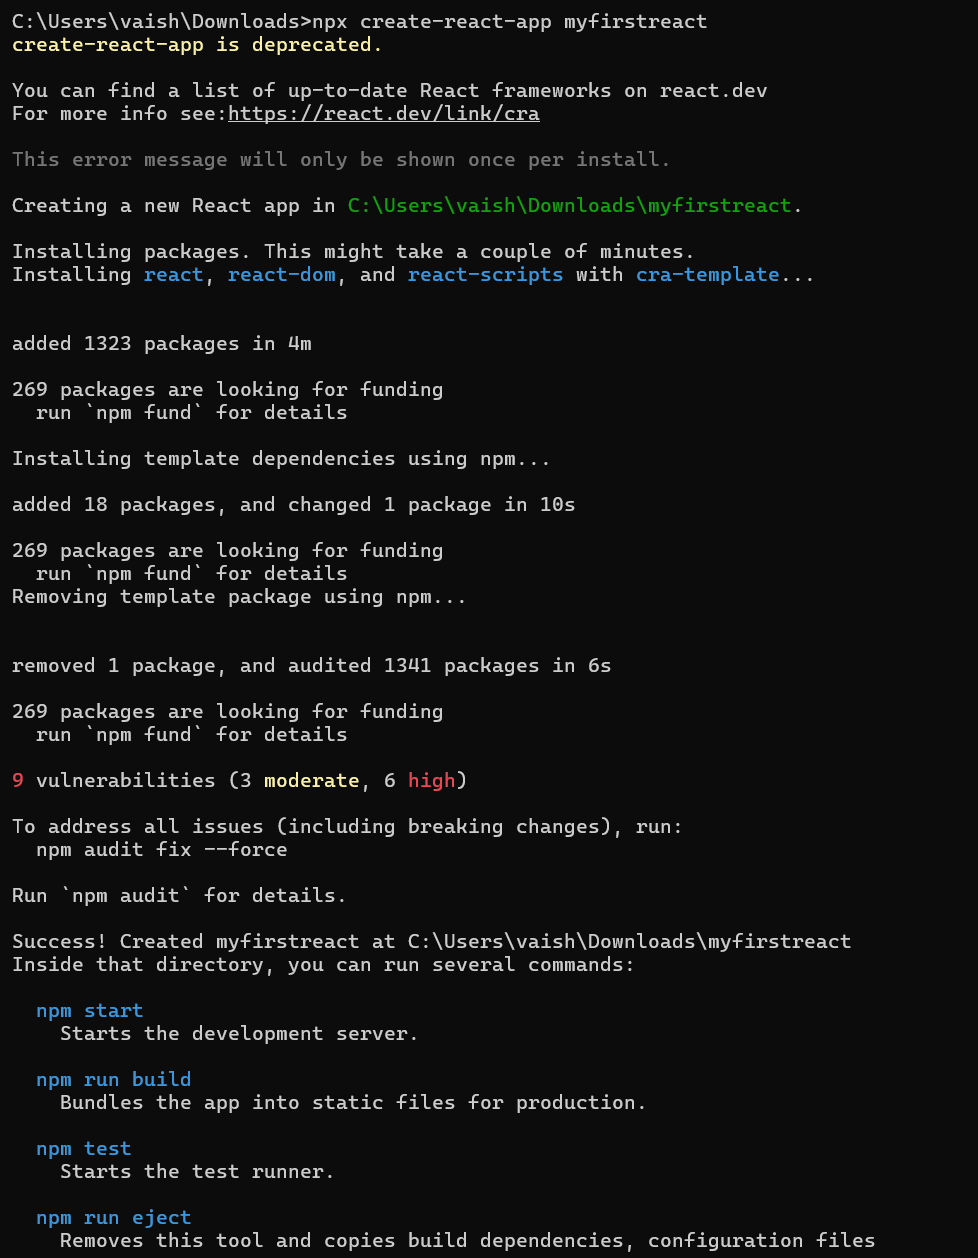 C:\Users\vaish\Downloads>npx create-react-app myfirstreact
create-react-app is deprecated.

You can find a list of up-to-date React frameworks on react.dev
For more info see:https://react.dev/link/cra

This error message will only be shown once per install.

Creating a new React app in C:\Users\vaish\Downloads\myfirstreact.

Installing packages. This might take a couple of minutes.
Installing react, react-dom, and react-scripts with cra-template...


added 1323 packages in 4m

269 packages are looking for funding
  run `npm fund` for details

Installing template dependencies using npm...

added 18 packages, and changed 1 package in 10s

269 packages are looking for funding
  run `npm fund` for details
Removing template package using npm...


removed 1 package, and audited 1341 packages in 6s

269 packages are looking for funding
  run `npm fund` for details

9 vulnerabilities (3 moderate, 6 high)

To address all issues (including breaking changes), run:
  npm audit fix --force

Run `npm audit` for details.

Success! Created myfirstreact at C:\Users\vaish\Downloads\myfirstreact
Inside that directory, you can run several commands:

  npm start
    Starts the development server.

  npm run build
    Bundles the app into static files for production.

  npm test
    Starts the test runner.

  npm run eject
    Removes this tool and copies build dependencies, configuration files